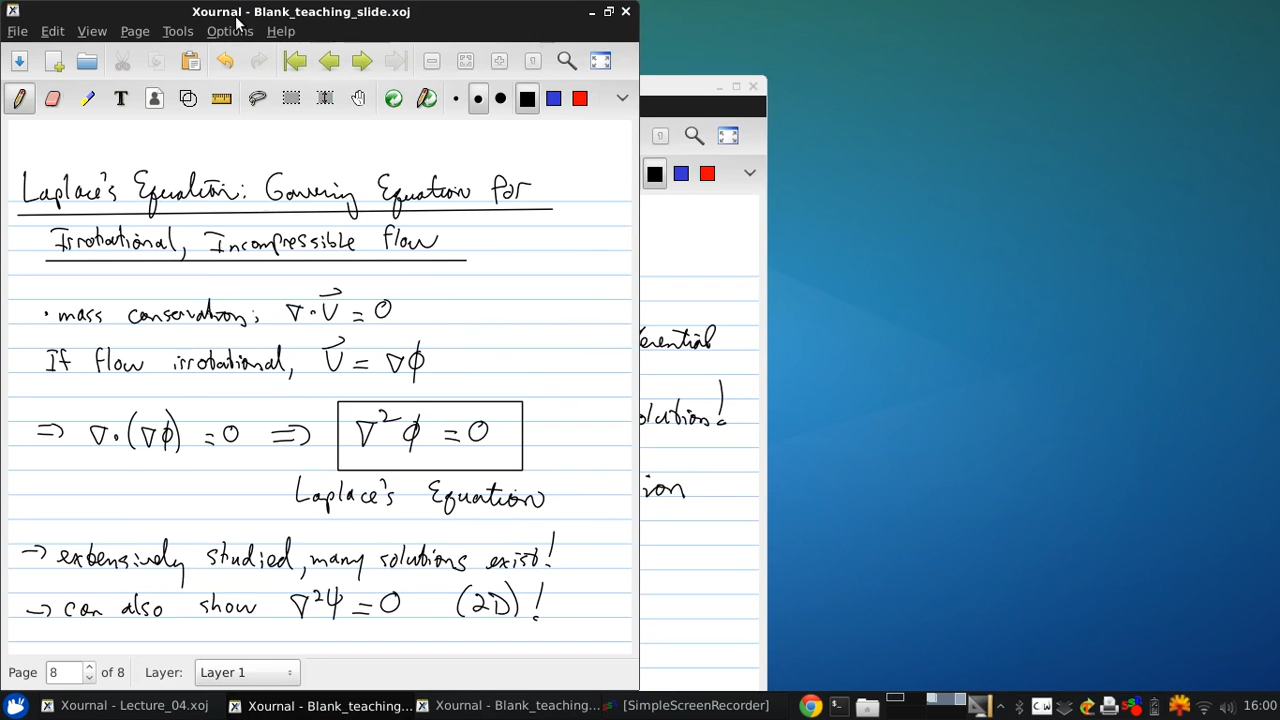 Xournal - Blank_teaching_slide.xoj
File Edit View Page Tools Options Help
Laplace's Equation: Governing Equation for
Irrotational, Incompressible flow
· mass conservation: ∇·V⃗ = 0
If flow irrotational, V⃗ = ∇ϕ
⇒ ∇·(∇ϕ) = 0 ⇒ ∇²ϕ = 0
Laplace's Equation
→ extensively studied, many solutions exist!
→ can also show ∇²ψ = 0 (2D)!
erential
olution!
ion
Page 8 of 8 Layer: Layer 1
Xournal - Lecture_04.xoj Xournal - Blank_teaching... Xournal - Blank_teaching... [SimpleScreenRecorder] 16:00